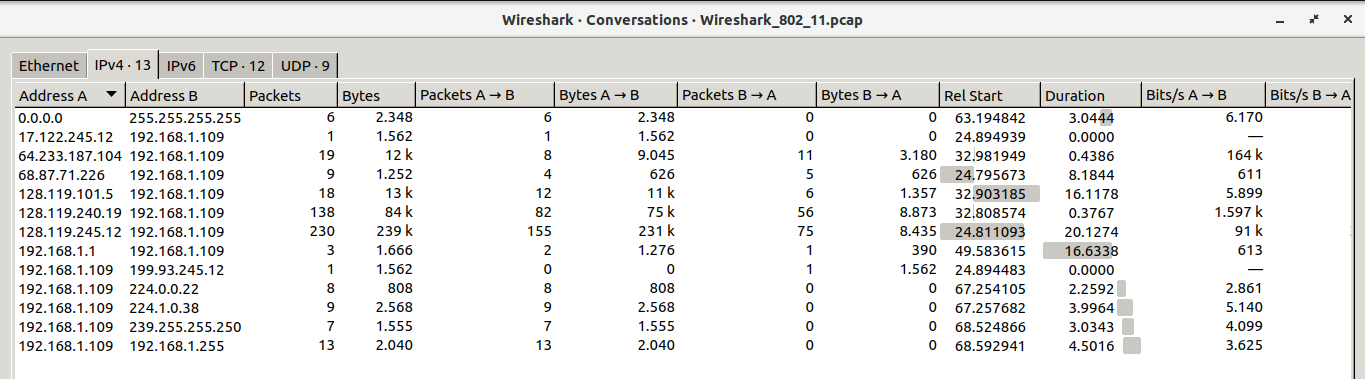 Wireshark · Conversations · Wireshark_802_11.pcap
Ethernet IPv4 · 13 IPv6 TCP · 12 UDP · 9
Address A Address B Packets Bytes Packets A → B Bytes A → B Packets B → A Bytes B → A Rel Start Duration Bits/s A → B Bits/s B → A
0.0.0.0 255.255.255.255 6 2.348 6 2.348 0 0 63.194842 3.0444 6.170
17.122.245.12 192.168.1.109 1 1.562 1 1.562 0 0 24.894939 0.0000 —
64.233.187.104 192.168.1.109 19 12 k 8 9.045 11 3.180 32.981949 0.4386 164 k
68.87.71.226 192.168.1.109 9 1.252 4 626 5 626 24.795673 8.1844 611
128.119.101.5 192.168.1.109 18 13 k 12 11 k 6 1.357 32.903185 16.1178 5.899
128.119.240.19 192.168.1.109 138 84 k 82 75 k 56 8.873 32.808574 0.3767 1.597 k
128.119.245.12 192.168.1.109 230 239 k 155 231 k 75 8.435 24.811093 20.1274 91 k
192.168.1.1 192.168.1.109 3 1.666 2 1.276 1 390 49.583615 16.6338 613
192.168.1.109 199.93.245.12 1 1.562 0 0 1 1.562 24.894483 0.0000 —
192.168.1.109 224.0.0.22 8 808 8 808 0 0 67.254105 2.2592 2.861
192.168.1.109 224.1.0.38 9 2.568 9 2.568 0 0 67.257682 3.9964 5.140
192.168.1.109 239.255.255.250 7 1.555 7 1.555 0 0 68.524866 3.0343 4.099
192.168.1.109 192.168.1.255 13 2.040 13 2.040 0 0 68.592941 4.5016 3.625